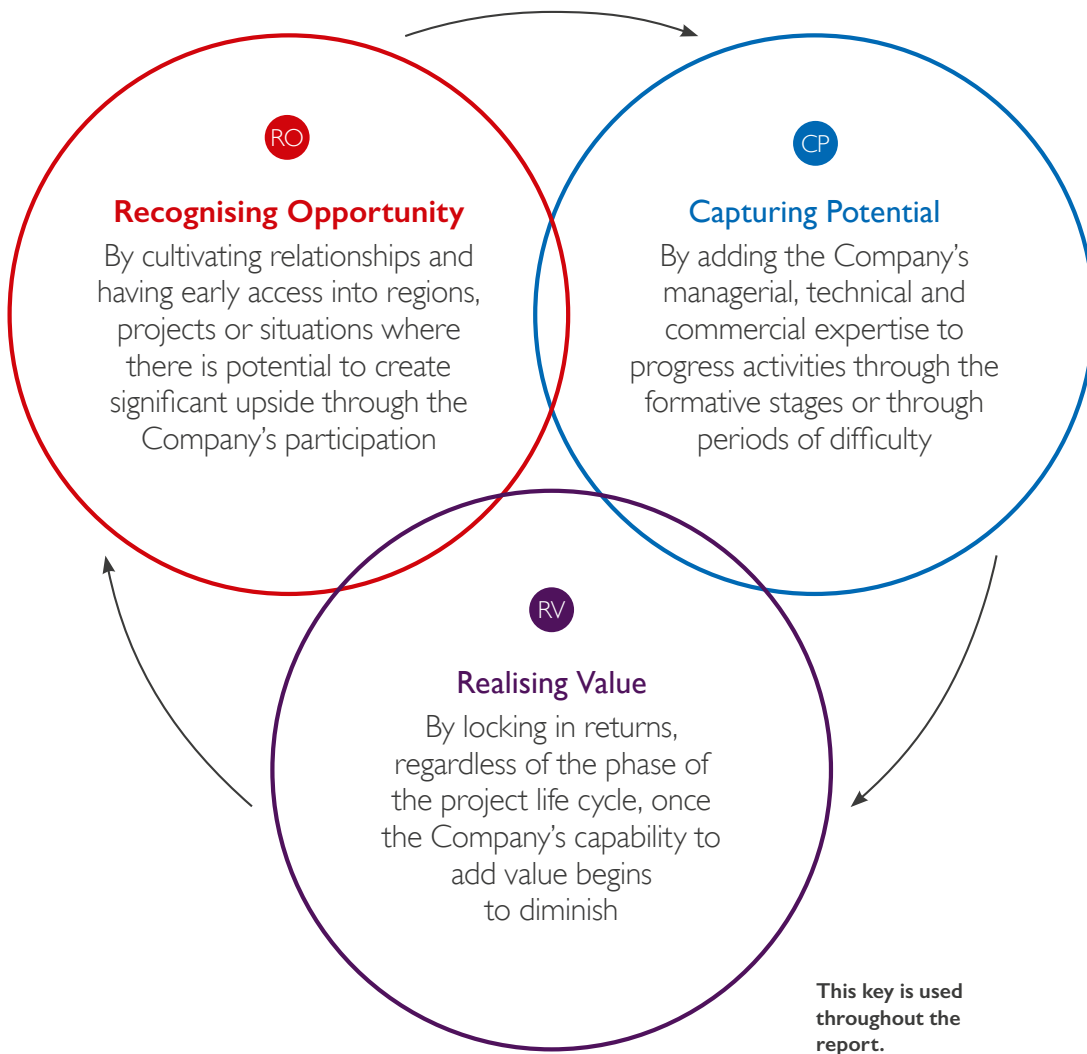 RO
Recognising Opportunity
By cultivating relationships and
having early access into regions,
projects or situations where
there is potential to create
significant upside through the
Company’s participation
CP
Capturing Potential
By adding the Company’s
managerial, technical and
commercial expertise to
progress activities through the
formative stages or through
periods of difficulty
RV
Realising Value
By locking in returns,
regardless of the phase of
the project life cycle, once
the Company’s capability to
add value begins
to diminish
This key is used
throughout the
report.